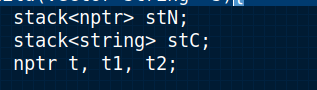 stack<nptr> stN;
stack<string> stC;
nptr t, t1, t2;